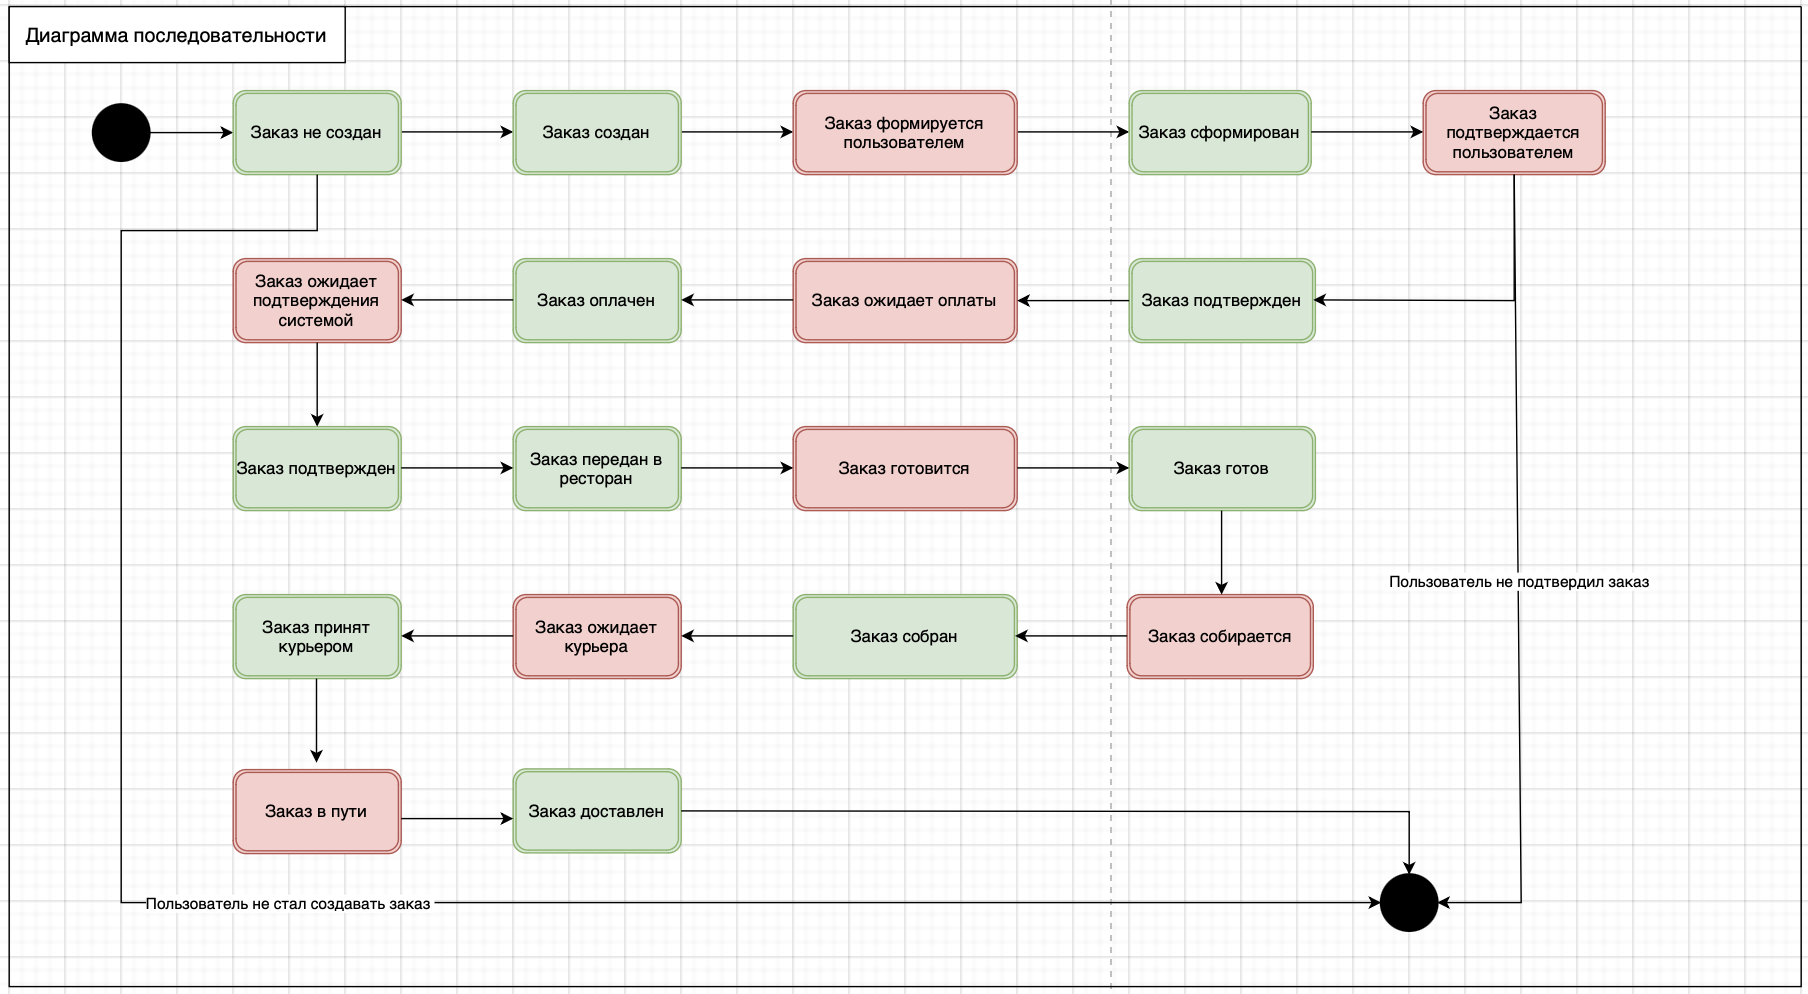 Диаграмма последовательности
Заказ не создан
Заказ создан
Заказ формируется
пользователем
Заказ сформирован
Заказ
подтверждается
пользователем
Заказ ожидает
подтверждения
системой
Заказ оплачен
Заказ ожидает оплаты
Заказ подтвержден
Заказ подтвержден
Заказ передан в
ресторан
Заказ готовится
Заказ готов
Пользователь не подтвердил заказ
Заказ принят
курьером
Заказ ожидает
курьера
Заказ собран
Заказ собирается
Заказ в пути
Заказ доставлен
Пользователь не стал создавать заказ